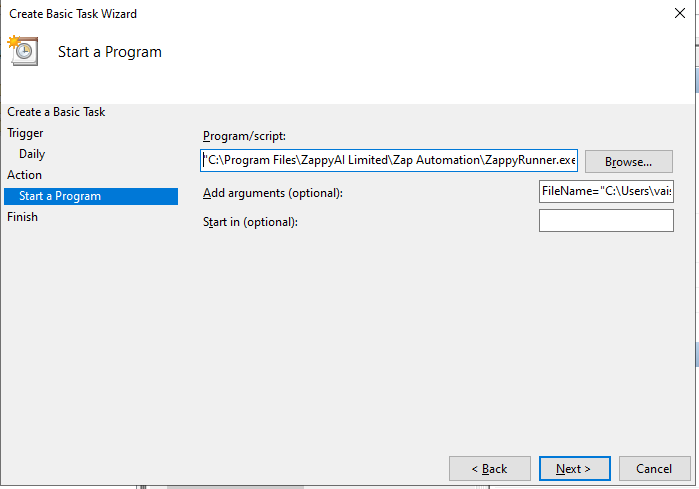 Create Basic Task Wizard
Start a Program
Create a Basic Task
Trigger
Daily
Action
Start a Program
Finish
Program/script:
"C:\Program Files\ZappyAI Limited\Zap Automation\ZappyRunner.exe
Browse...
Add arguments (optional):
FileName="C:\Users\vais
Start in (optional):
< Back
Next >
Cancel